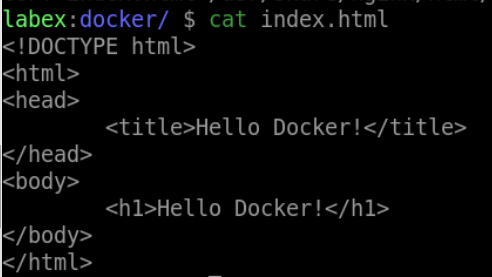 labex:docker/ $ cat index.html
<!DOCTYPE html>
<html>
<head>
        <title>Hello Docker!</title>
</head>
<body>
        <h1>Hello Docker!</h1>
</body>
</html>